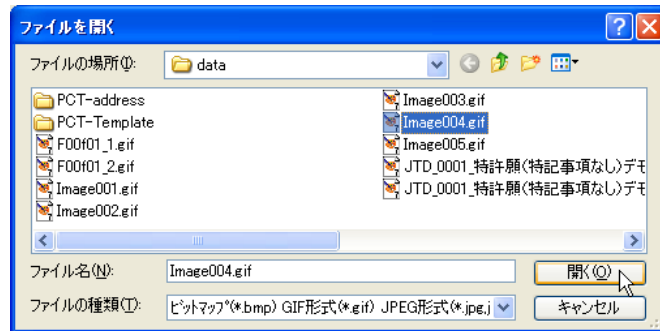 ファイルを開く
ファイルの場所(I):
data
PCT-address
PCT-Template
F00f01_1.gif
F00f01_2.gif
Image001.gif
Image002.gif
Image003.gif
Image004.gif
Image005.gif
JTD_0001_特許願(特記事項なし)デモ
JTD_0001_特許願(特記事項なし)デモ
ファイル名(N):
Image004.gif
開く(O)
ファイルの種類(T):
ビットマップ(*.bmp) GIF形式(*.gif) JPEG形式(*.jpg,j
キャンセル